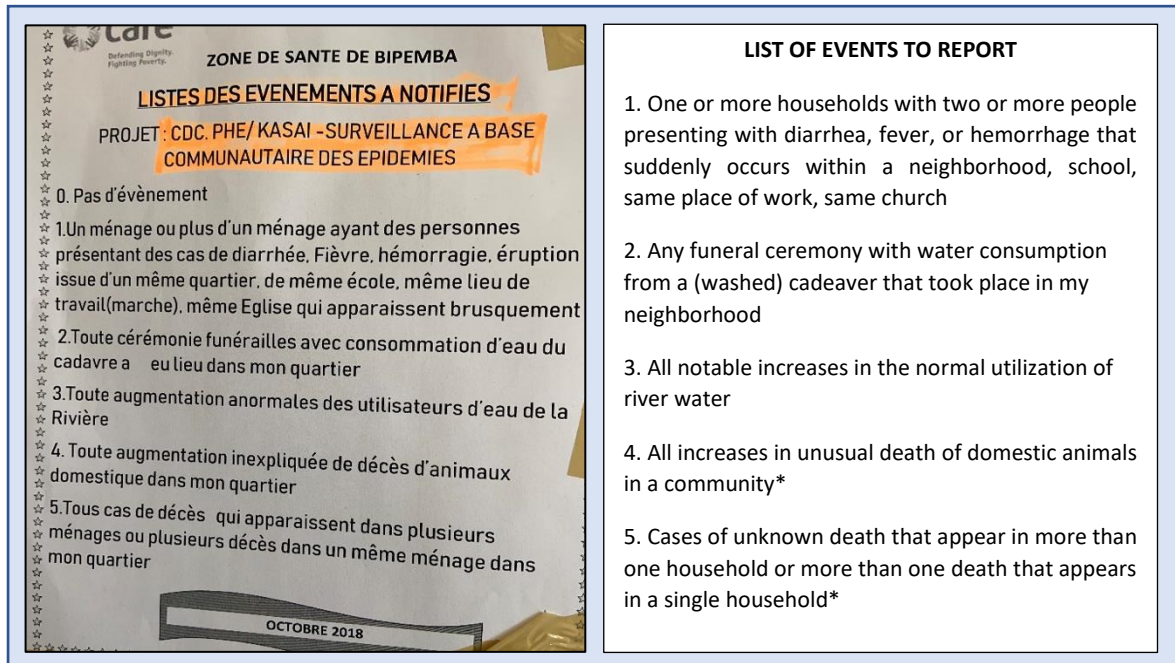 care
Defending Dignity.
Fighting Poverty.
ZONE DE SANTE DE BIPEMBA
LISTES DES EVENEMENTS A NOTIFIES
PROJET: CDC. PHE/ KASAI -SURVEILLANCE A BASE
COMMUNAUTAIRE DES EPIDEMIES
0. Pas d'évènement
1.Un ménage ou plus d'un ménage ayant des personnes
présentant des cas de diarrhée, Fièvre, hémorragie, éruption
issue d'un même quartier, de même école, même lieu de
travail(marche), même Eglise qui apparaissent brusquement
2.Toute cérémonie funérailles avec consommation d'eau du
cadavre a eu lieu dans mon quartier
3.Toute augmentation anormales des utilisateurs d'eau de la
Rivière
4. Toute augmentation inexpliquée de décès d'animaux
domestique dans mon quartier
5.Tous cas de décès qui apparaissent dans plusieurs
ménages ou plusieurs décès dans un même ménage dans
mon quartier
OCTOBRE 2018
LIST OF EVENTS TO REPORT
1. One or more households with two or more people
presenting with diarrhea, fever, or hemorrhage that
suddenly occurs within a neighborhood, school,
same place of work, same church
2. Any funeral ceremony with water consumption
from a (washed) cadeaver that took place in my
neighborhood
3. All notable increases in the normal utilization of
river water
4. All increases in unusual death of domestic animals
in a community*
5. Cases of unknown death that appear in more than
one household or more than one death that appears
in a single household*